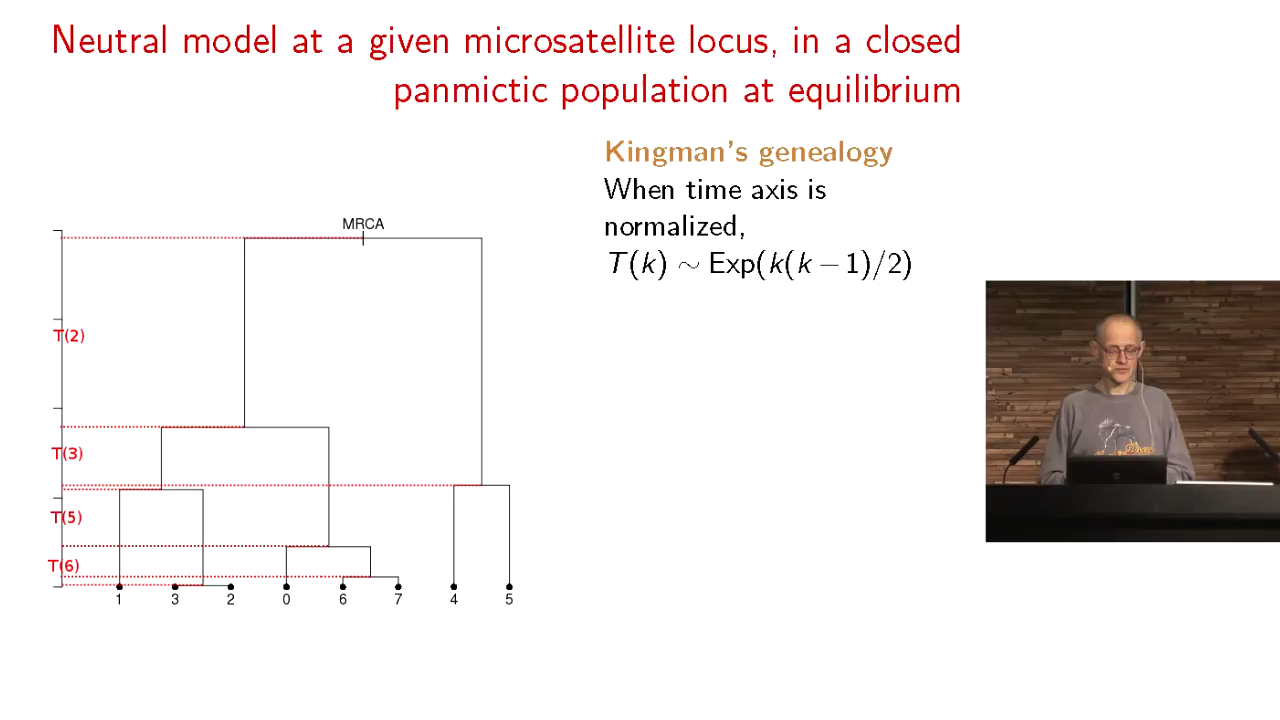 Neutral model at a given microsatellite locus, in a closed
panmictic population at equilibrium
Kingman's genealogy
When time axis is
normalized,
T(k) ∼ Exp(k(k − 1)/2)
MRCA
T(2)
T(3)
T(5)
T(6)
1 3 2 0 6 7 4 5